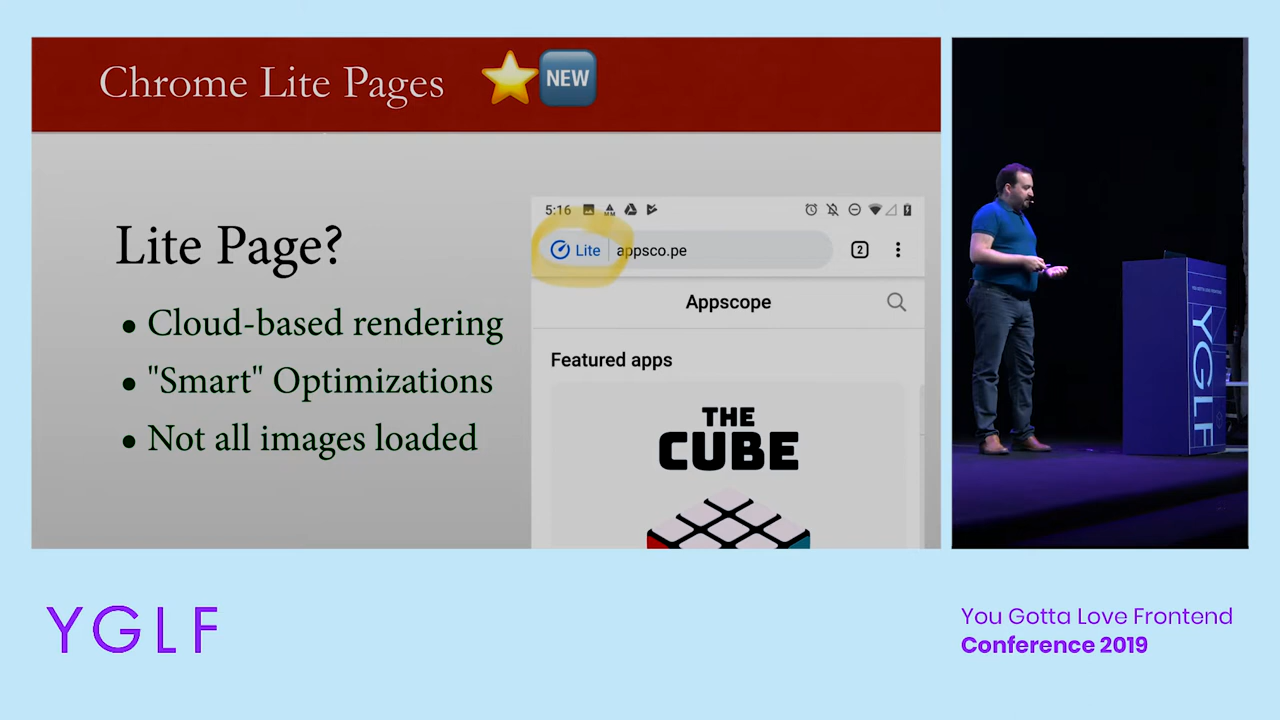 Chrome Lite Pages
NEW
Lite Page?
• Cloud-based rendering
• "Smart" Optimizations
• Not all images loaded
5:16
Lite
appsco.pe
2
Appscope
Featured apps
THE
CUBE
YGLF
YGLF
You Gotta Love Frontend
Conference 2019